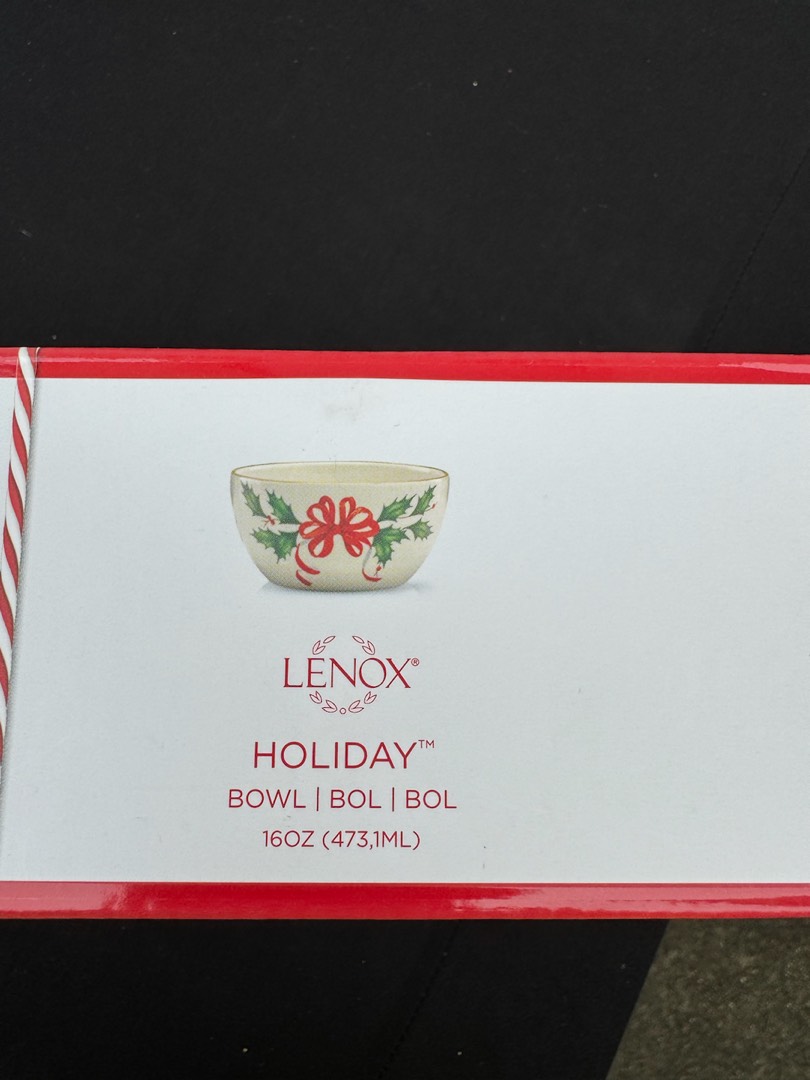 LENOX®
HOLIDAY™
BOWL | BOL | BOL
16OZ (473,1ML)